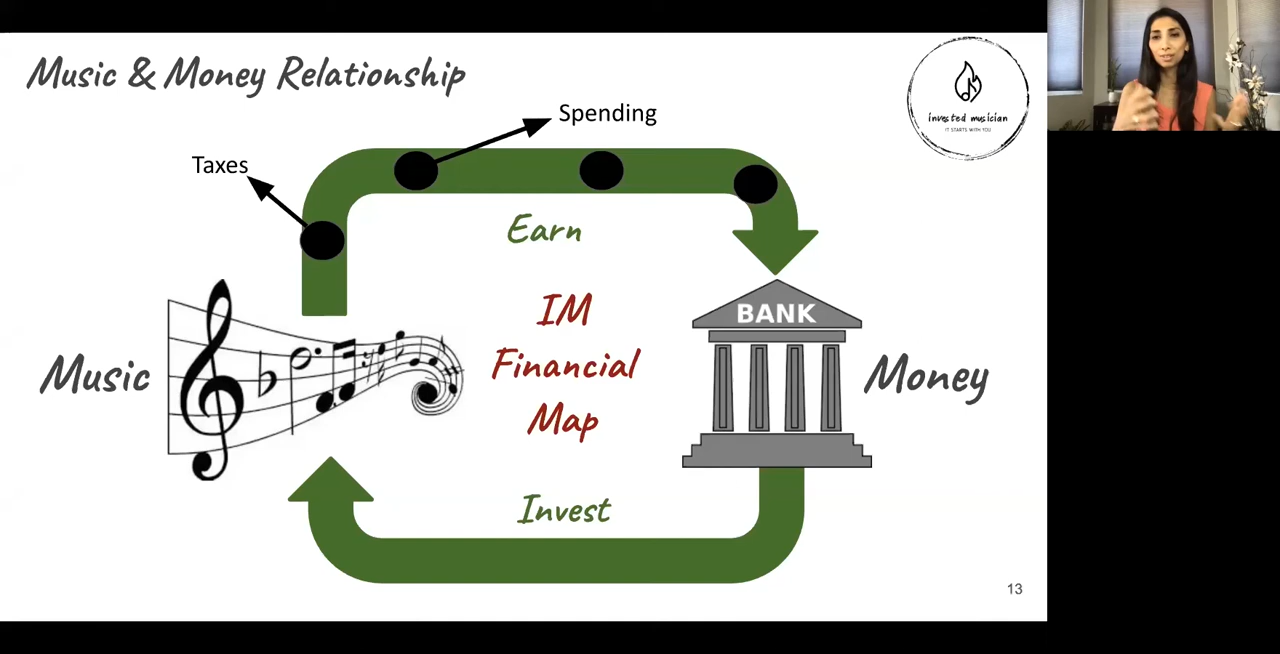 Music & Money Relationship
invested musician
IT STARTS WITH YOU
Spending
Taxes
Earn
IM
Financial
Map
BANK
Music
Money
Invest
13